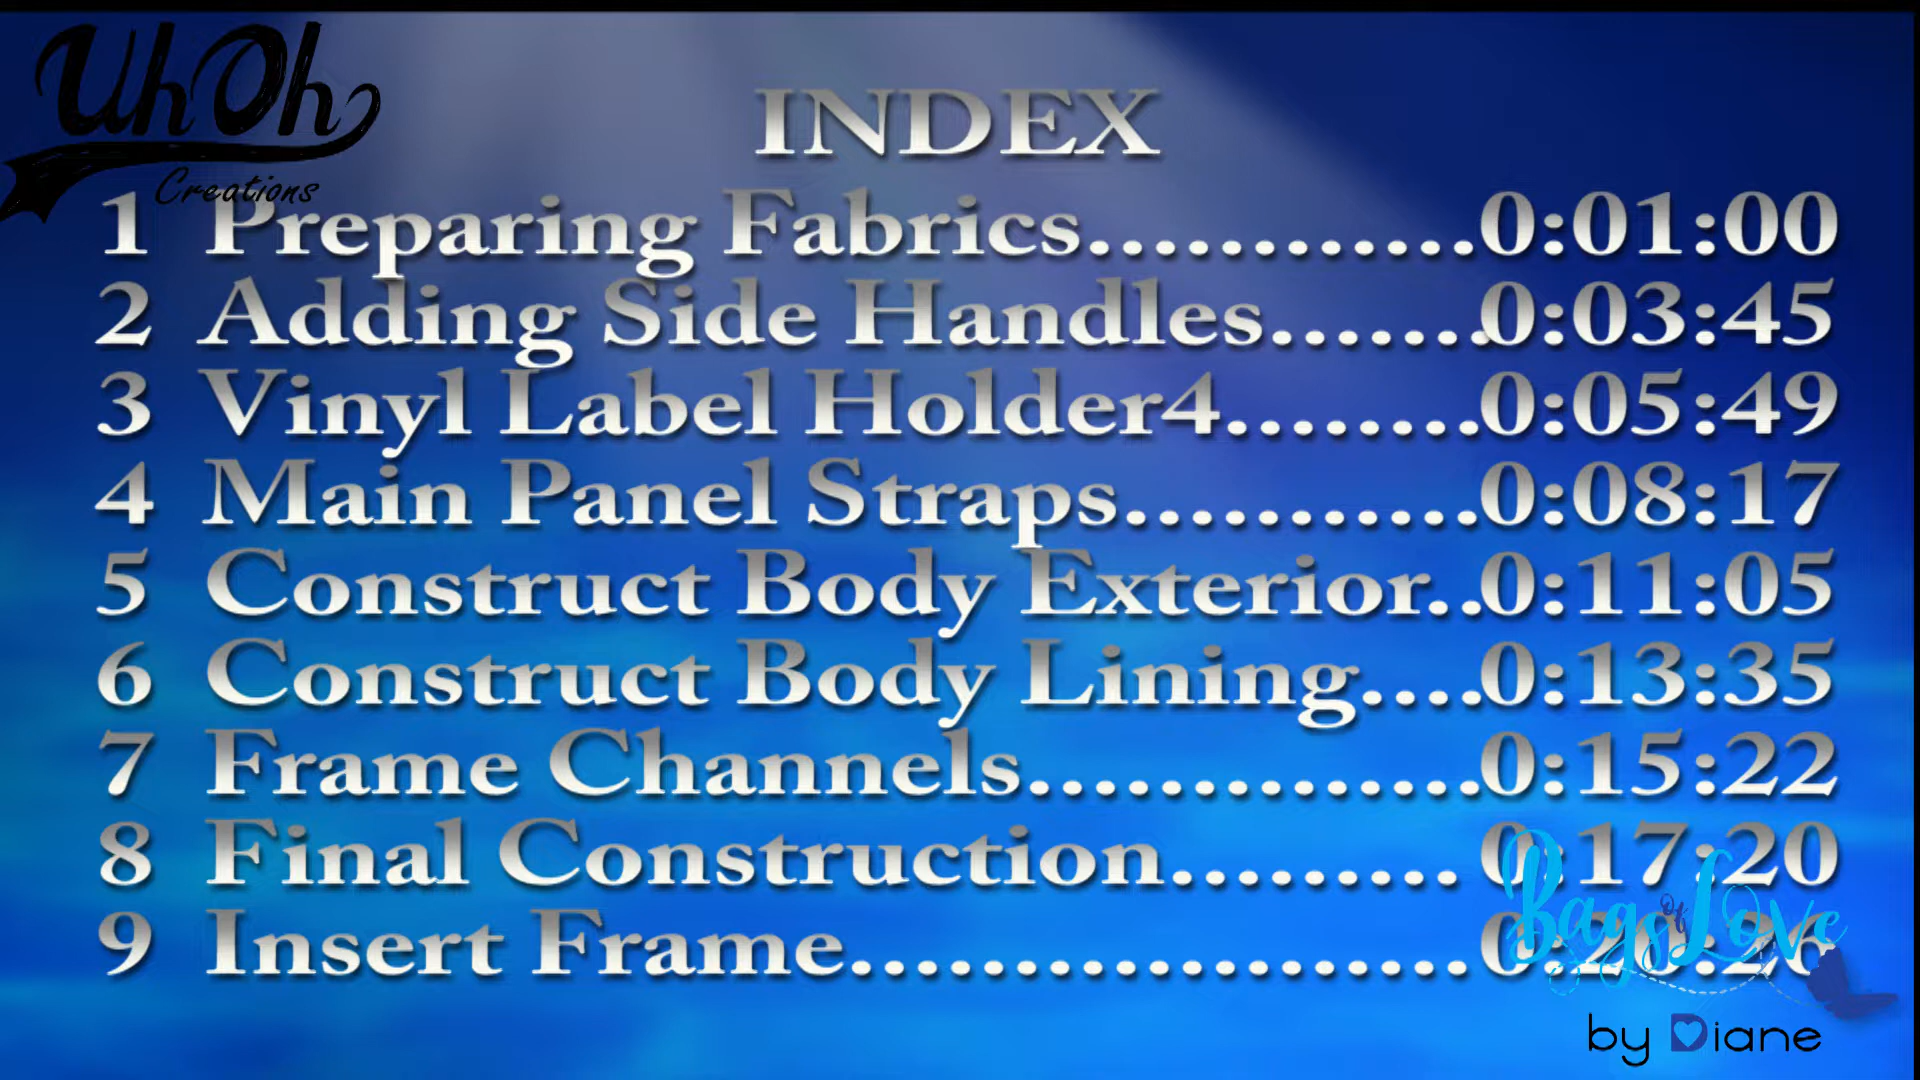 Uh Oh
Creations
INDEX
1 Preparing Fabrics............0:01:00
2 Adding Side Handles.......0:03:45
3 Vinyl Label Holder4........0:05:49
4 Main Panel Straps...........0:08:17
5 Construct Body Exterior..0:11:05
6 Construct Body Lining....0:13:35
7 Frame Channels..............0:15:22
8 Final Construction......... 0:17:20
9 Insert Frame...................
Bags of Love
by Diane